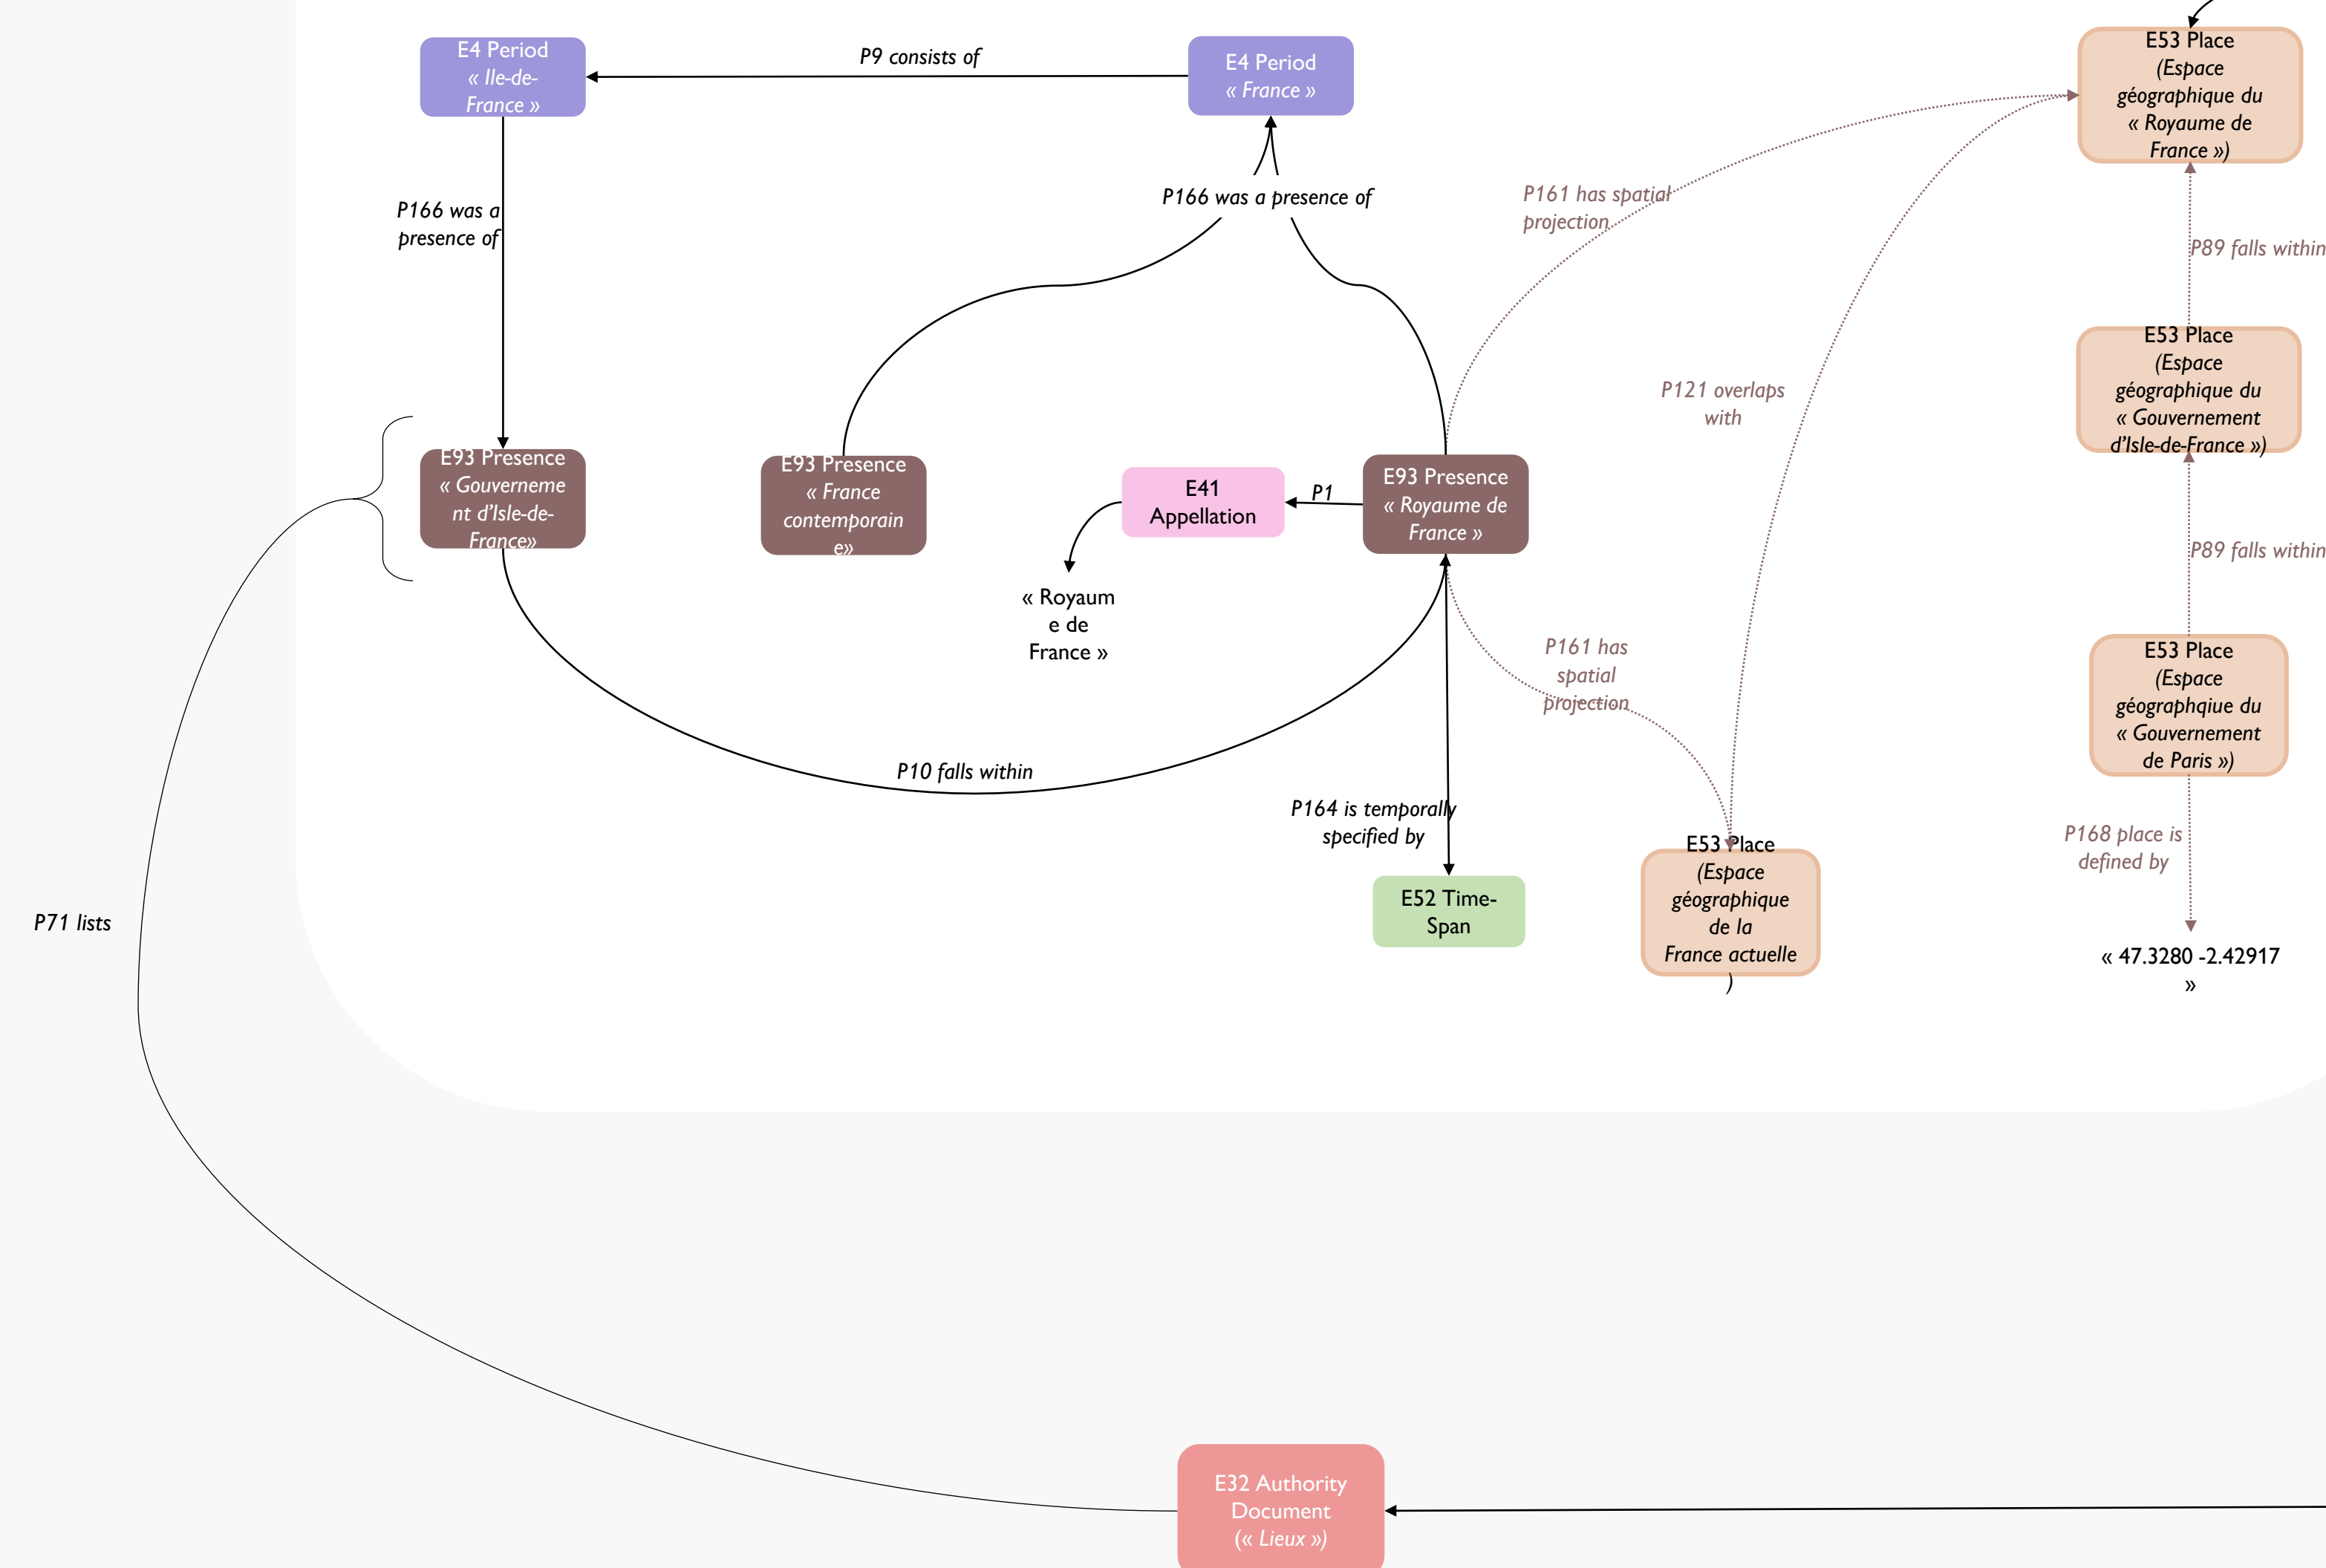 E4 Period
« Ile-de-
France »
P9 consists of
E4 Period
« France »
E53 Place
(Espace
géographique du
« Royaume de
France »)
P166 was a
presence of
P166 was a presence of
P161 has spatial
projection
P89 falls within
P121 overlaps
with
E53 Place
(Espace
géographique du
« Gouvernement
d’Isle-de-France »)
E93 Presence
« Gouverneme
nt d’Isle-de-
France»
E93 Presence
« France
contemporain
e»
E41
Appellation
P1
E93 Presence
« Royaume de
France »
P89 falls within
« Royaum
e de
France »
P161 has
spatial
projection
E53 Place
(Espace
géographqiue du
« Gouvernement
de Paris »)
P10 falls within
P164 is temporally
specified by
P168 place is
defined by
E52 Time-
Span
E53 Place
(Espace
géographique
de la
France actuelle
)
« 47.3280 -2.42917
»
P71 lists
E32 Authority
Document
(« Lieux »)